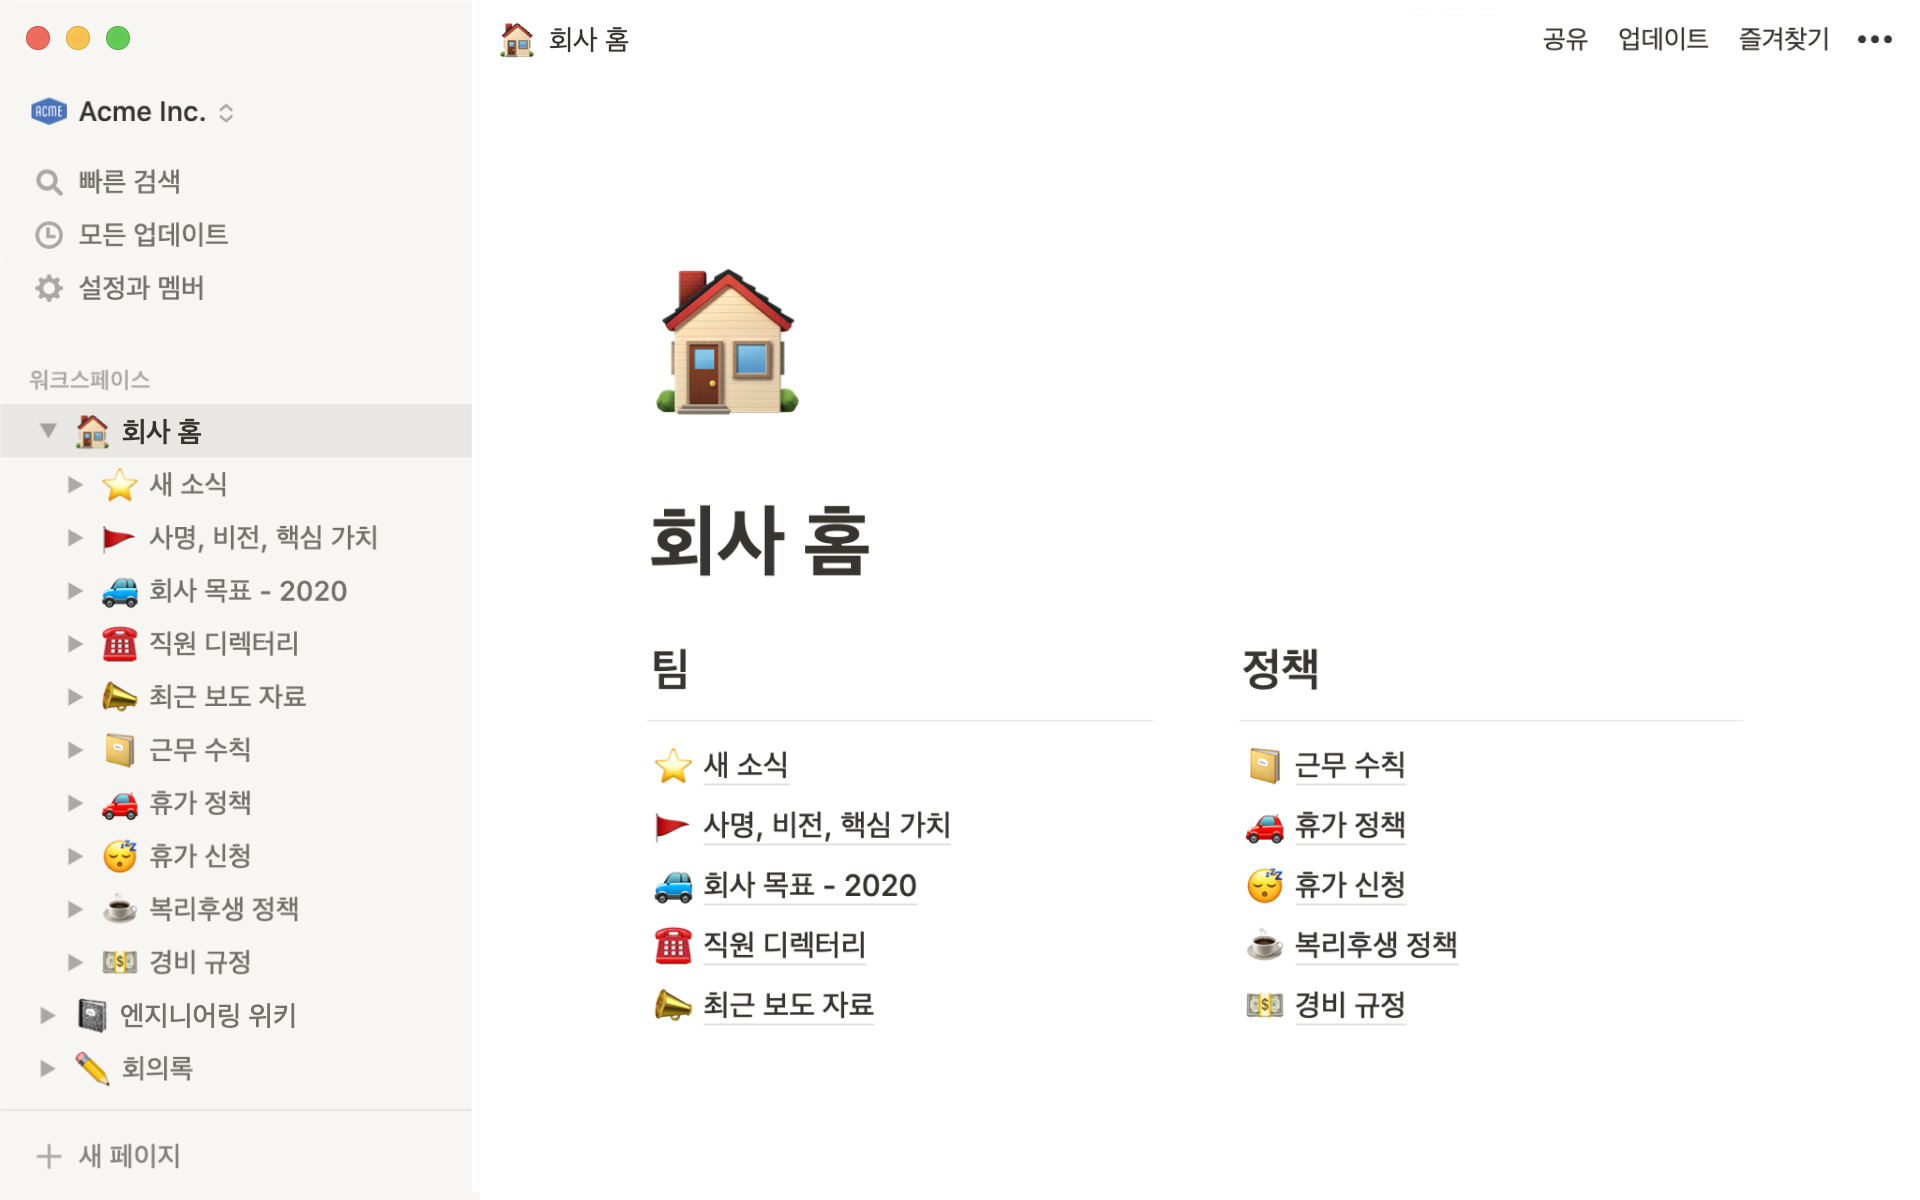 회사 홈
공유 업데이트 즐겨찾기
ACME Acme Inc.
빠른 검색
모든 업데이트
설정과 멤버
워크스페이스
회사 홈
새 소식
사명, 비전, 핵심 가치
회사 목표 - 2020
직원 디렉터리
최근 보도 자료
근무 수칙
휴가 정책
휴가 신청
복리후생 정책
경비 규정
엔지니어링 위키
회의록
새 페이지
회사 홈
팀
새 소식
사명, 비전, 핵심 가치
회사 목표 - 2020
직원 디렉터리
최근 보도 자료
정책
근무 수칙
휴가 정책
휴가 신청
복리후생 정책
경비 규정